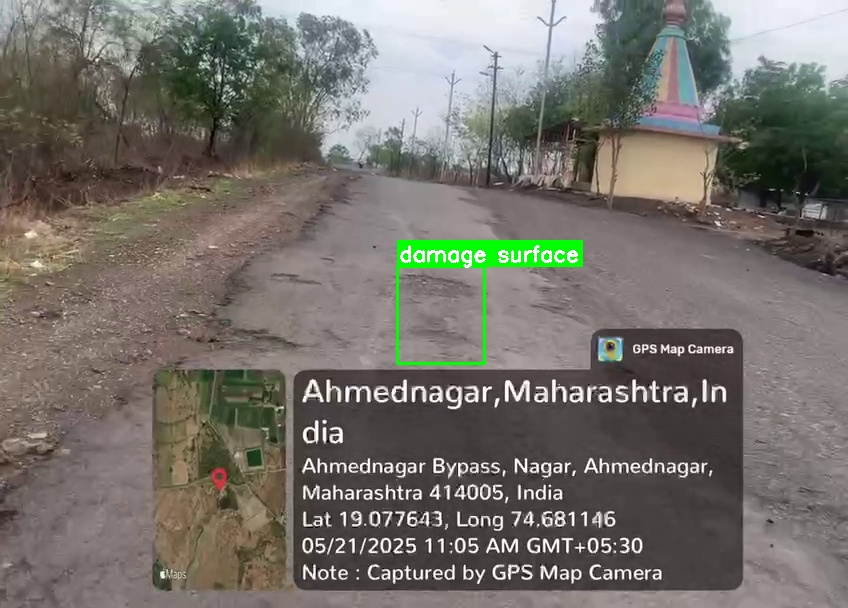 damage surface
GPS Map Camera
Ahmednagar,Maharashtra,In
dia
Ahmednagar Bypass, Nagar, Ahmednagar,
Maharashtra 414005, India
Lat 19.077643, Long 74.681146
05/21/2025 11:05 AM GMT+05:30
Note : Captured by GPS Map Camera
Maps